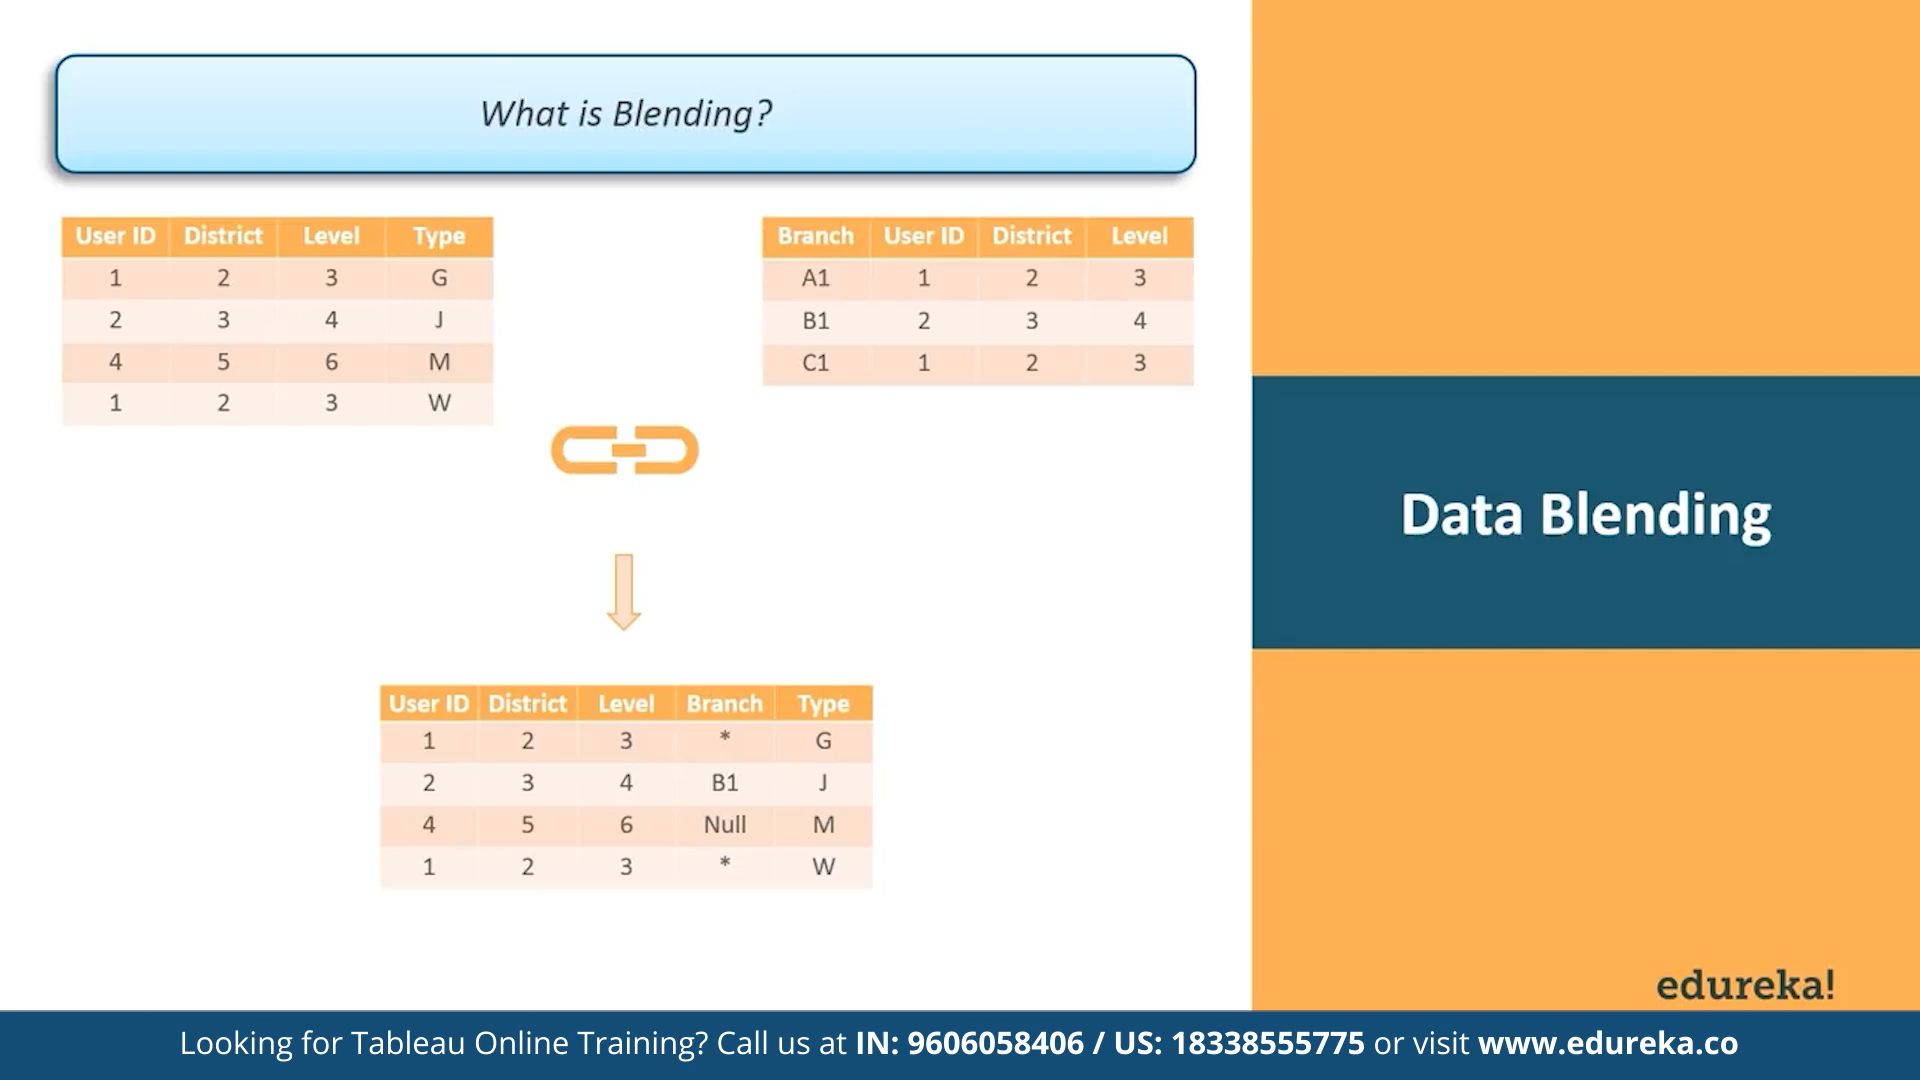 What is Blending?
User ID District Level Type
1 2 3 G
2 3 4 J
4 5 6 M
1 2 3 W
Branch User ID District Level
A1 1 2 3
B1 2 3 4
C1 1 2 3
User ID District Level Branch Type
1 2 3 * G
2 3 4 B1 J
4 5 6 Null M
1 2 3 * W
Data Blending
edureka!
Looking for Tableau Online Training? Call us at IN: 9606058406 / US: 18338555775 or visit www.edureka.co